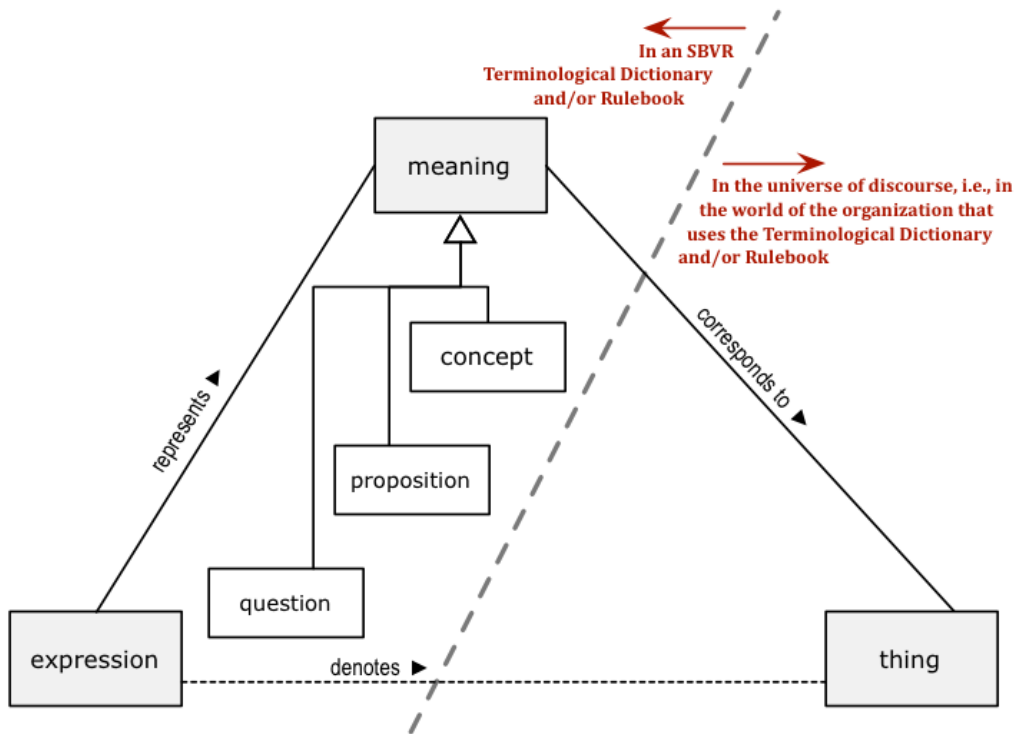 In an SBVR
Terminological Dictionary
and/or Rulebook
meaning
In the universe of discourse, i.e., in
the world of the organization that
uses the Terminological Dictionary
and/or Rulebook
concept
corresponds to ▶
represents ▶
proposition
question
expression
denotes ▶
thing